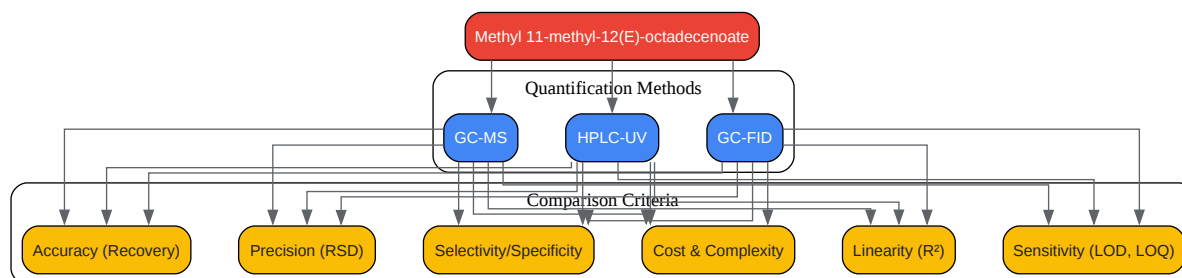 Methyl 11-methyl-12(E)-octadecenoate
Quantification Methods
GC-MS
HPLC-UV
GC-FID
Comparison Criteria
Accuracy (Recovery)
Precision (RSD)
Selectivity/Specificity
Cost & Complexity
Linearity (R²)
Sensitivity (LOD, LOQ)